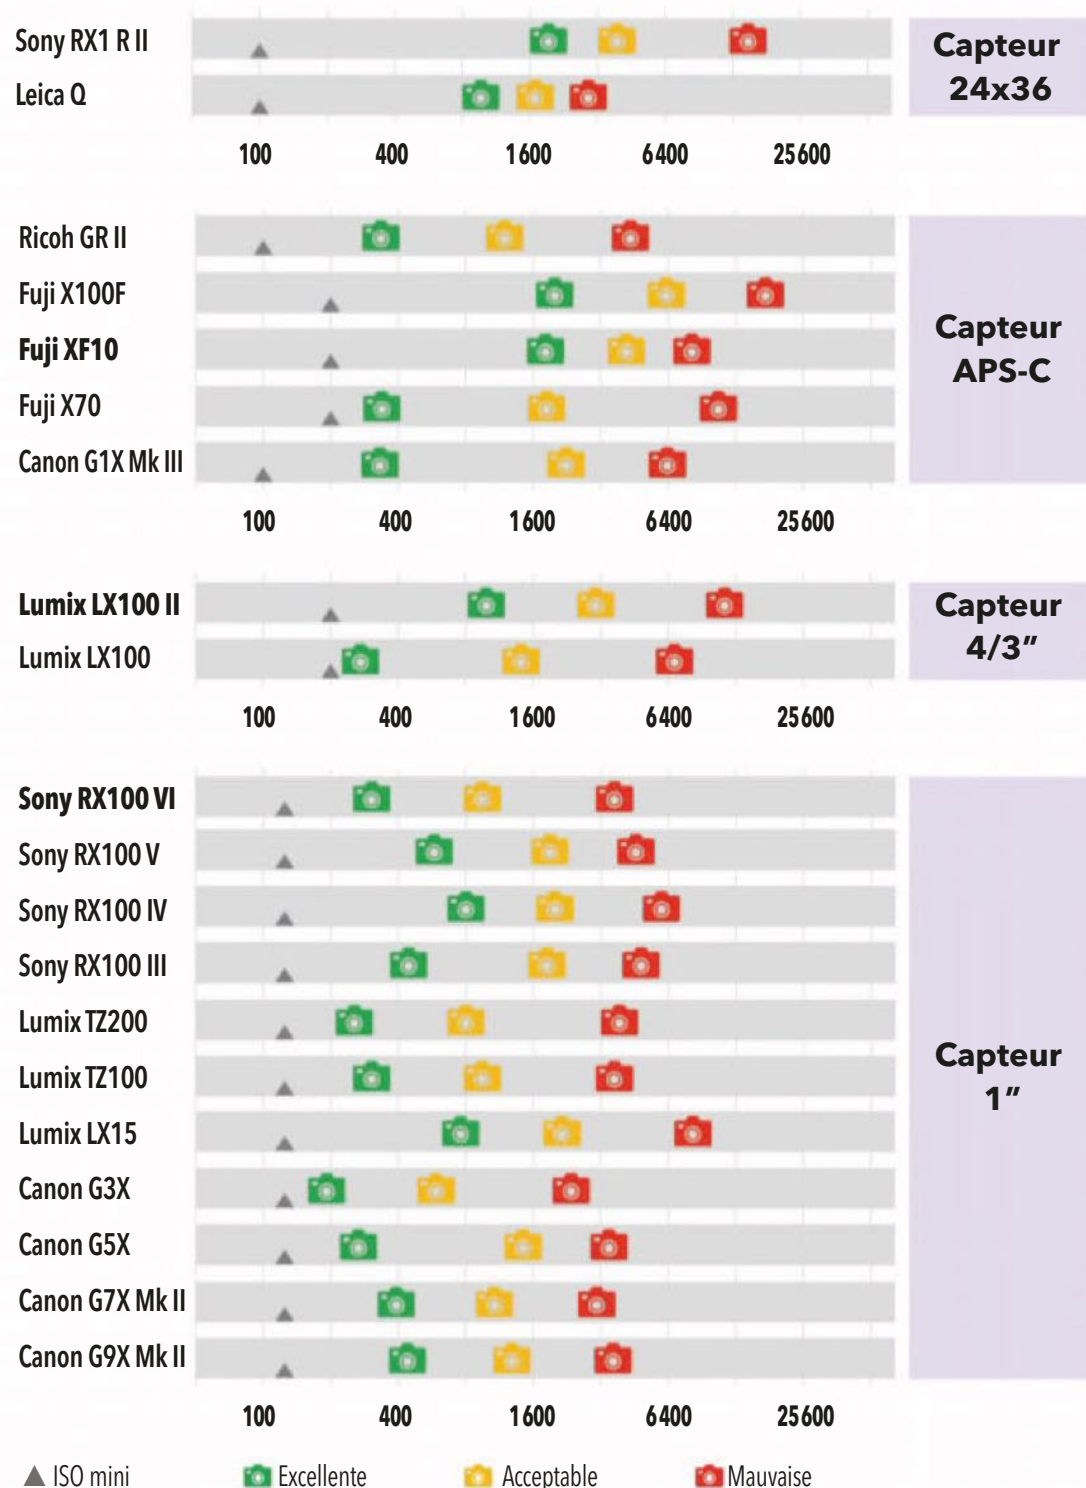 Sony RX1 R II
Leica Q
Capteur
24x36
100 400 1600 6400 25600
Ricoh GR II
Fuji X100F
Fuji XF10
Fuji X70
Canon G1X Mk III
Capteur
APS-C
100 400 1600 6400 25600
Lumix LX100 II
Lumix LX100
Capteur
4/3”
100 400 1600 6400 25600
Sony RX100 VI
Sony RX100 V
Sony RX100 IV
Sony RX100 III
Lumix TZ200
Lumix TZ100
Lumix LX15
Canon G3X
Canon G5X
Canon G7X Mk II
Canon G9X Mk II
Capteur
1”
100 400 1600 6400 25600
ISO mini Excellente Acceptable Mauvaise